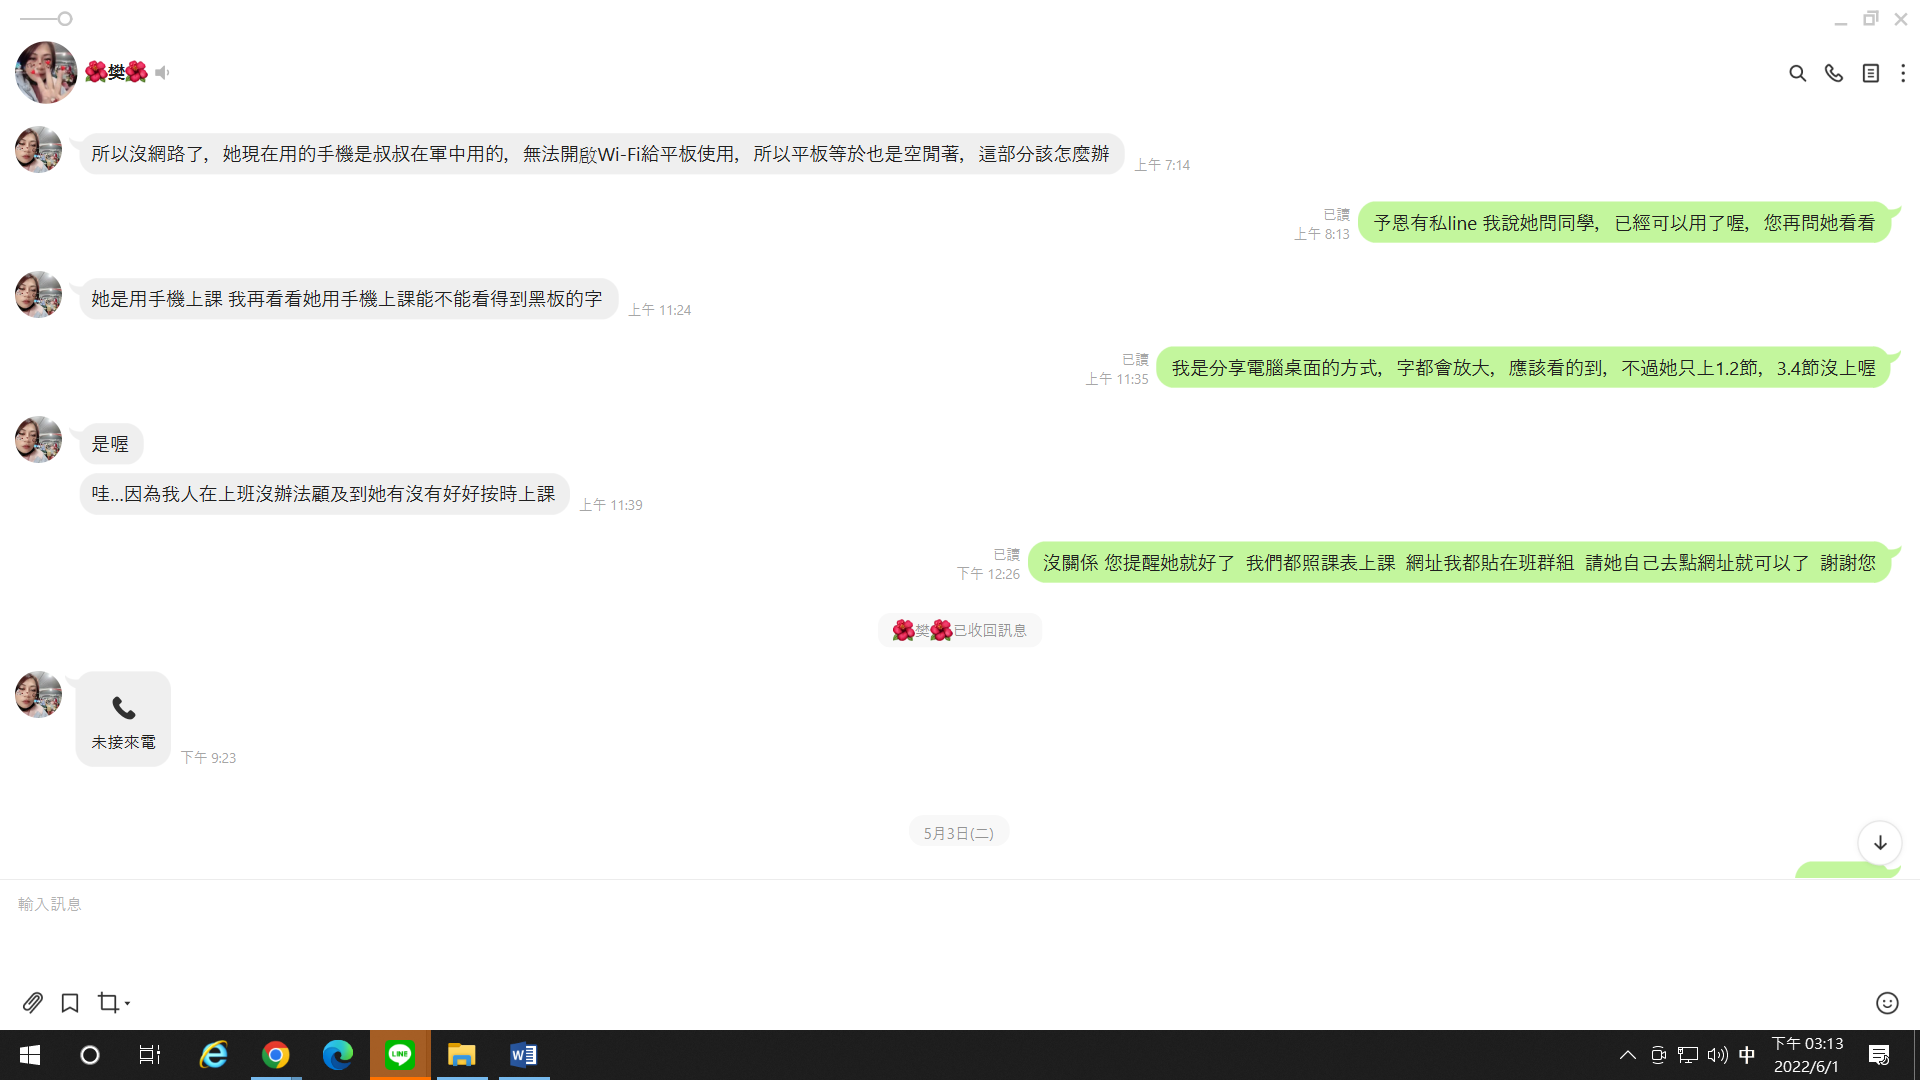 🌺樊🌺
所以沒網路了，她現在用的手機是叔叔在軍中用的，無法開啟Wi-Fi給平板使用，所以平板等於也是空閒著，這部分該怎麼辦
上午 7:14
已讀
上午 8:13
予恩有私line 我說她問同學，已經可以用了喔，您再問她看看
她是用手機上課 我再看看她用手機上課能不能看得到黑板的字
上午 11:24
已讀
上午 11:35
我是分享電腦桌面的方式，字都會放大，應該看的到，不過她只上1.2節，3.4節沒上喔
是喔
哇...因為我人在上班沒辦法顧及到她有沒有好好按時上課
上午 11:39
已讀
下午 12:26
沒關係 您提醒她就好了  我們都照課表上課  網址我都貼在班群組  請她自己去點網址就可以了  謝謝您
🌺樊🌺已收回訊息
未接來電
下午 9:23
5月3日(二)
輸入訊息
LINE
中
下午 03:13
2022/6/1